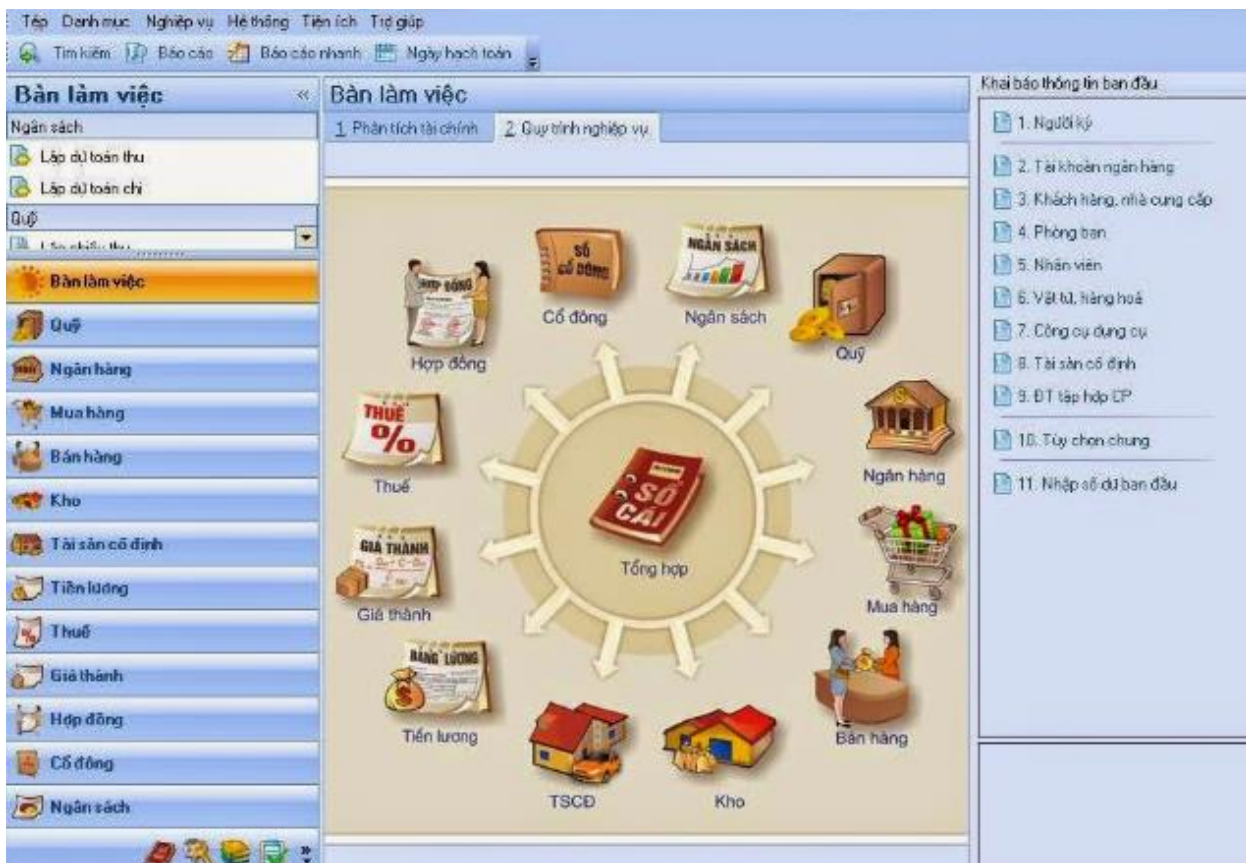 Tệp Danh mục Nghiệp vụ Hệ thống Tiện ích Trợ giúp
Tìm kiếm Báo cáo Báo cáo nhanh Ngày hạch toán
Bàn làm việc «
Ngân sách
Lập dự toán thu
Lập dự toán chi
Quỹ
Lập phiếu thu
Bàn làm việc
Quỹ
Ngân hàng
Mua hàng
Bán hàng
Kho
Tài sản cố định
Tiền lương
Thuế
Giá thành
Hợp đồng
Cổ đông
Ngân sách
Bàn làm việc
1. Phân tích tài chính 2. Quy trình nghiệp vụ
SỔ
CỔ ĐÔNG
Cổ đông
NGÂN SÁCH
Ngân sách
Quỹ
HỢP ĐỒNG
Hợp đồng
Ngân hàng
THUẾ
%
Thuế
SỔ
CÁI
Tổng hợp
Mua hàng
GIÁ THÀNH
Giá thành
BẢNG LƯƠNG
Tiền lương
TSCĐ
Kho
Bán hàng
Khai báo thông tin ban đầu
1. Người ký
2. Tài khoản ngân hàng
3. Khách hàng, nhà cung cấp
4. Phòng ban
5. Nhân viên
6. Vật tư, hàng hoá
7. Công cụ dụng cụ
8. Tài sản cố định
9. ĐT tập hợp CP
10. Tùy chọn chung
11. Nhập số dư ban đầu